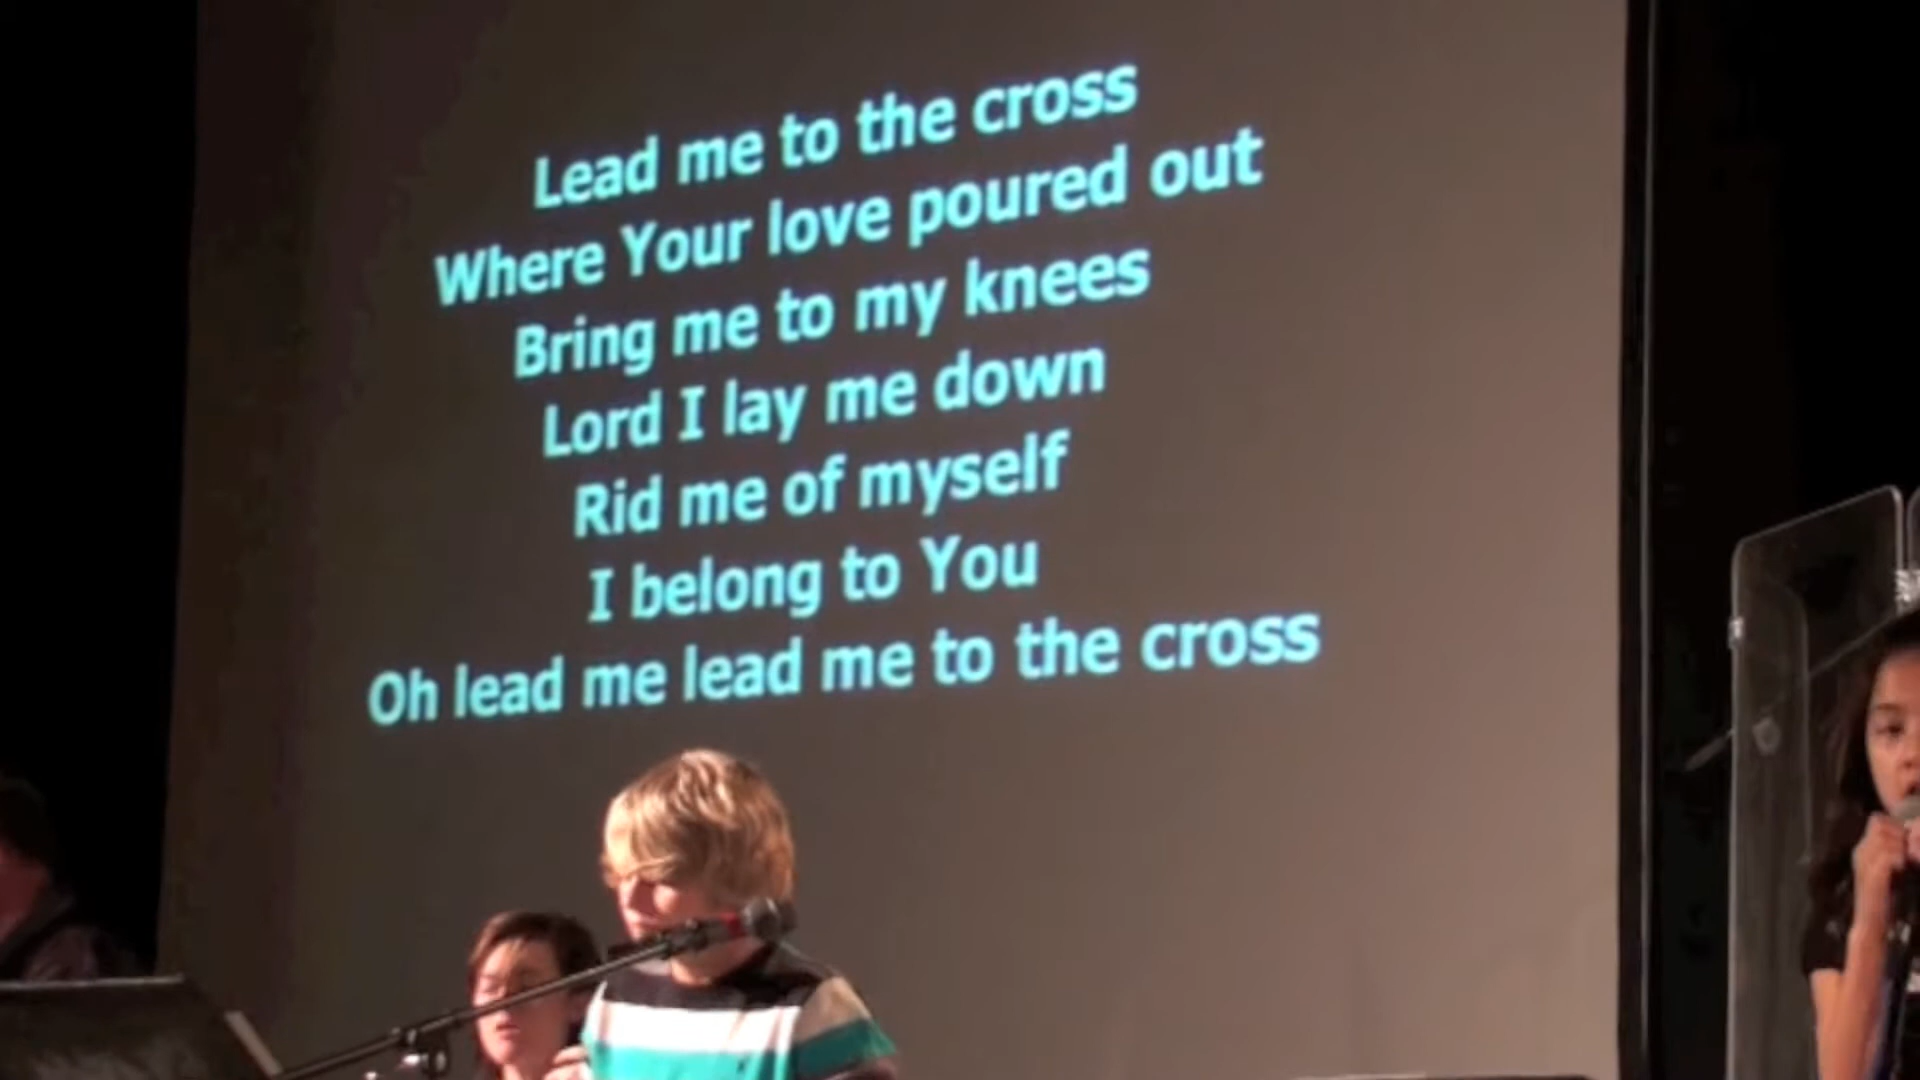 Lead me to the cross
Where Your love poured out
Bring me to my knees
Lord I lay me down
Rid me of myself
I belong to You
Oh lead me lead me to the cross